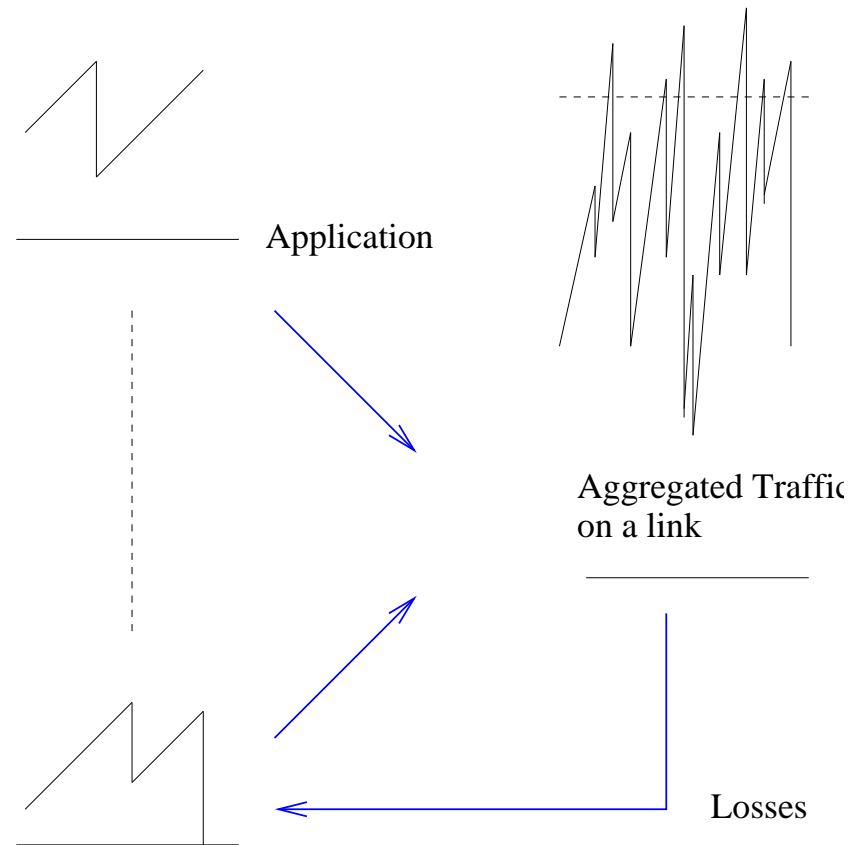 Application
Aggregated Traffic
on a link
Losses